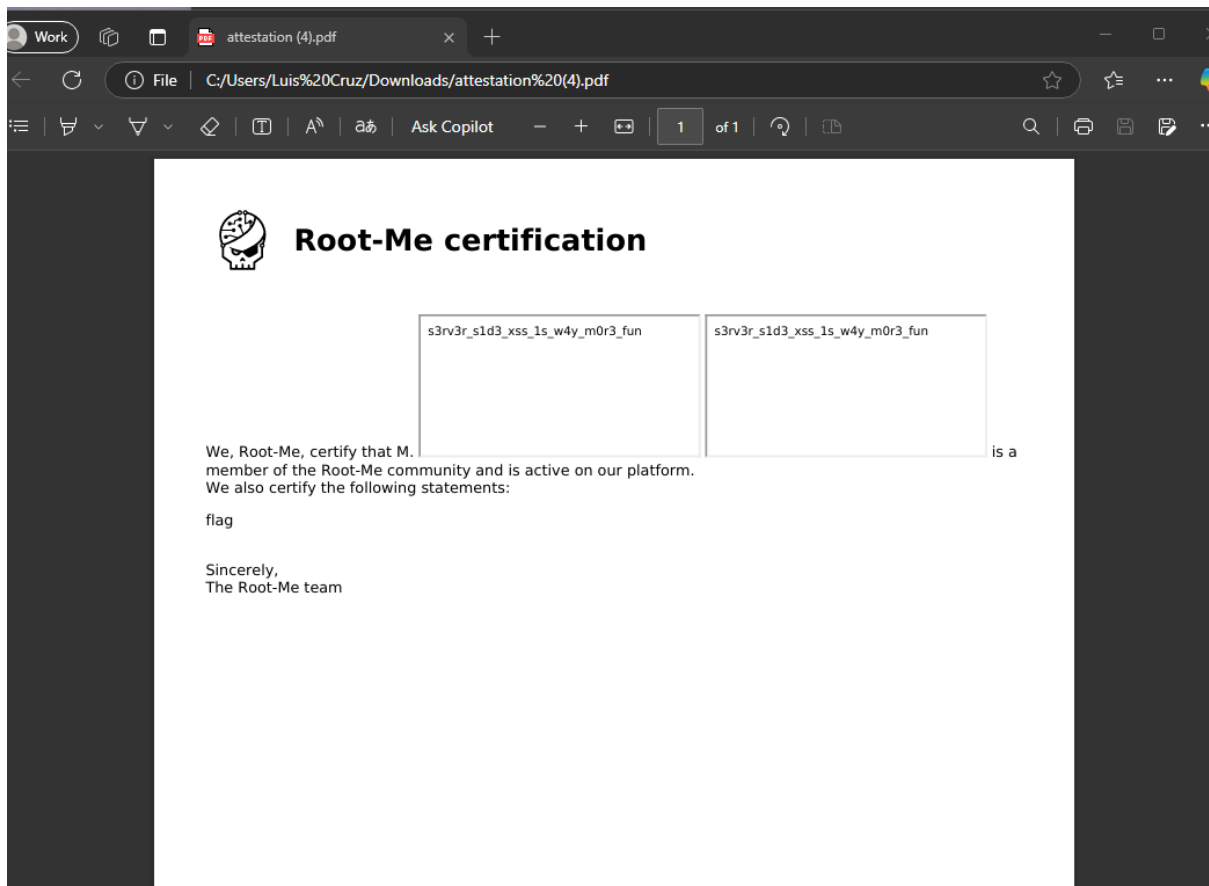 Work
attestation (4).pdf
File
C:/Users/Luis%20Cruz/Downloads/attestation%20(4).pdf
Ask Copilot
1
of 1
Root-Me certification
s3rv3r_s1d3_xss_1s_w4y_m0r3_fun
s3rv3r_s1d3_xss_1s_w4y_m0r3_fun
We, Root-Me, certify that M. is a
member of the Root-Me community and is active on our platform.
We also certify the following statements:
flag
Sincerely,
The Root-Me team